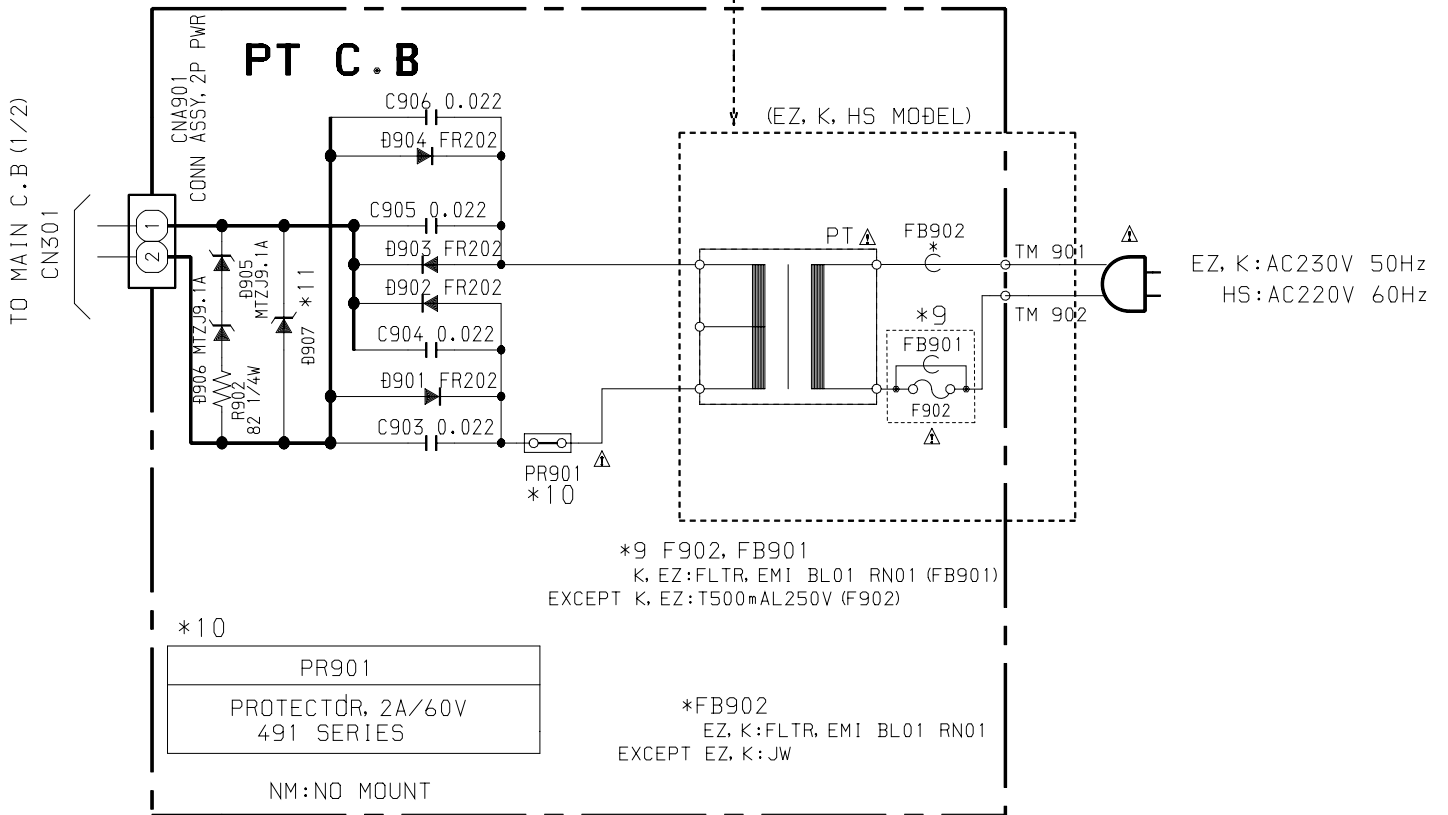 PT C.B
TO MAIN C.B (1/2)
CN301
CNA901
CONN ASSY, 2P PWR
1
2
C906 0.022
D904 FR202
C905 0.022
D903 FR202
D902 FR202
C904 0.022
D901 FR202
C903 0.022
D905
MTZJ9.1A
D906 MTZJ9.1A
R902
82 1/4W
D907 *11
PR901
*10
(EZ, K, HS MODEL)
PT
FB902
*
TM 901
TM 902
*9
FB901
F902
EZ, K:AC230V 50Hz
HS:AC220V 60Hz
*9 F902, FB901
K, EZ:FLTR, EMI BL01 RN01 (FB901)
EXCEPT K, EZ:T500mAL250V (F902)
*10
PR901
PROTECTOR, 2A/60V
491 SERIES
*FB902
EZ, K:FLTR, EMI BL01 RN01
EXCEPT EZ, K:JW
NM:NO MOUNT